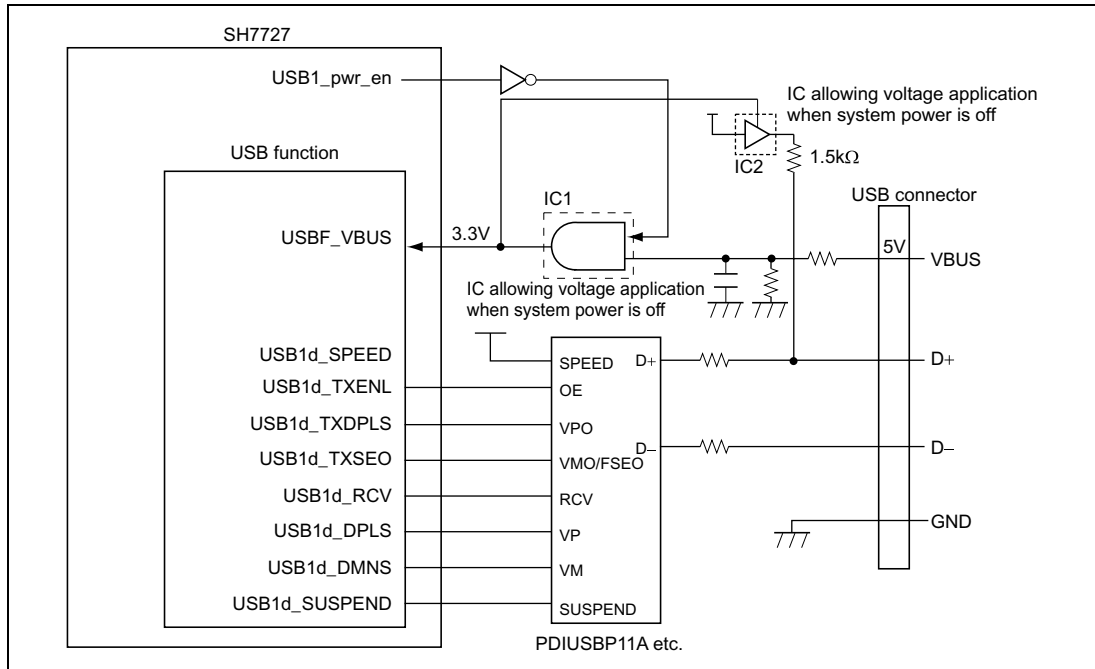 SH7727
USB1_pwr_en
IC allowing voltage application
when system power is off
IC2
1.5kΩ
USB function
IC1
USB connector
USBF_VBUS
3.3V
5V
VBUS
IC allowing voltage application
when system power is off
USB1d_SPEED
SPEED
D+
D+
USB1d_TXENL
OE
USB1d_TXDPLS
VPO
USB1d_TXSEO
VMO/FSEO
D−
D−
USB1d_RCV
RCV
USB1d_DPLS
VP
GND
USB1d_DMNS
VM
USB1d_SUSPEND
SUSPEND
PDIUSBP11A etc.